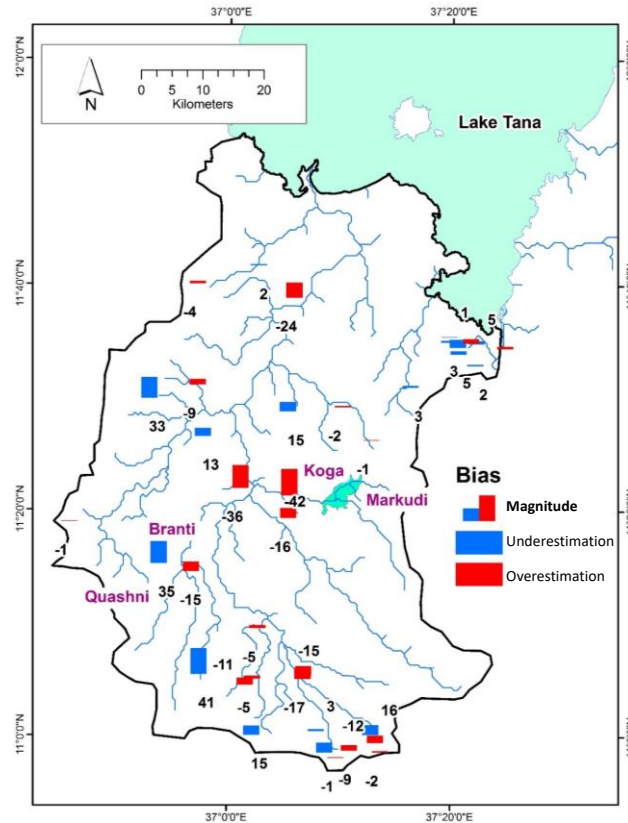 37°0'0"E 37°20'0"E
12°0'0"N
N
0 5 10 20
Kilometers
Lake Tana
11°40'0"N
2
-4
-24
1 5
3 5 2
-9
33
15 -2
3
13
Koga
-1
-42
Markudi
-36
11°20'0"N
-16
Branti
-1
Quashni
35
-15
Bias
Magnitude
Underestimation
Overestimation
-15
-5
-11
41
-5
-17
3
16
-12
11°0'0"N
15
-1 -9 -2
37°0'0"E 37°20'0"E